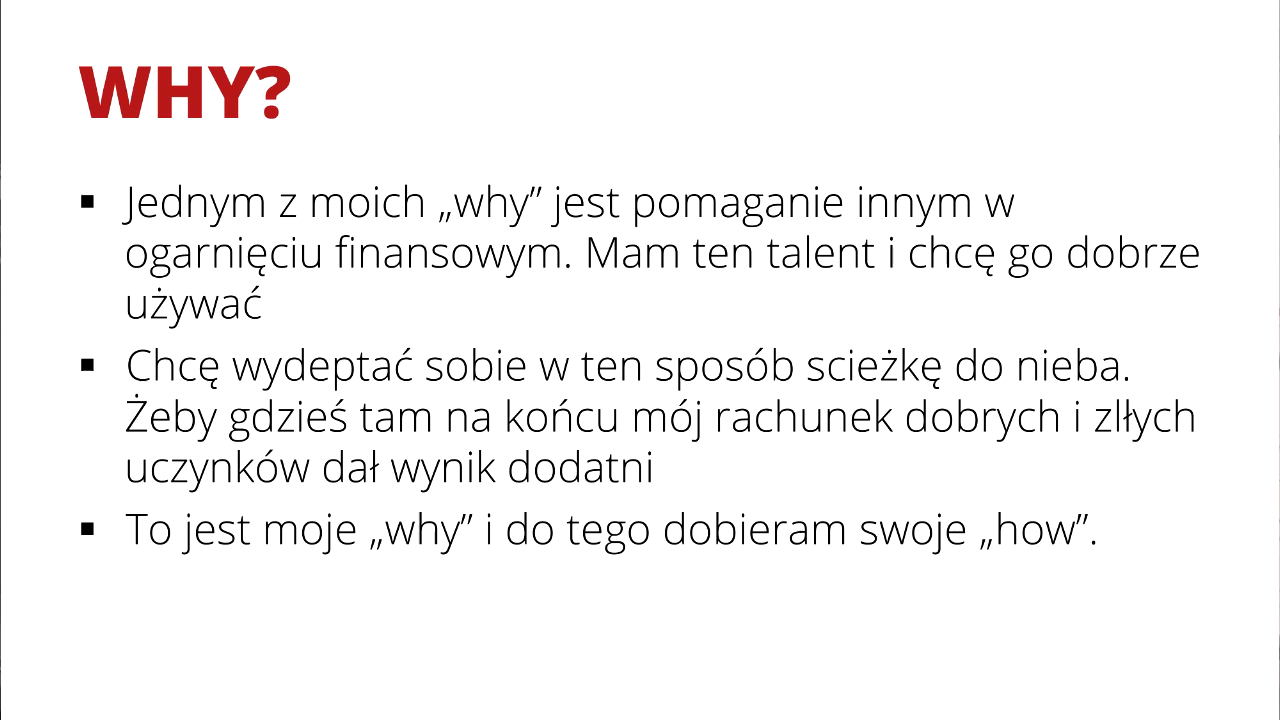 WHY?
▪ Jednym z moich „why” jest pomaganie innym w
ogarnięciu finansowym. Mam ten talent i chcę go dobrze
używać
▪ Chcę wydeptać sobie w ten sposób scieżkę do nieba.
Żeby gdzieś tam na końcu mój rachunek dobrych i zlłych
uczynków dał wynik dodatni
▪ To jest moje „why” i do tego dobieram swoje „how”.